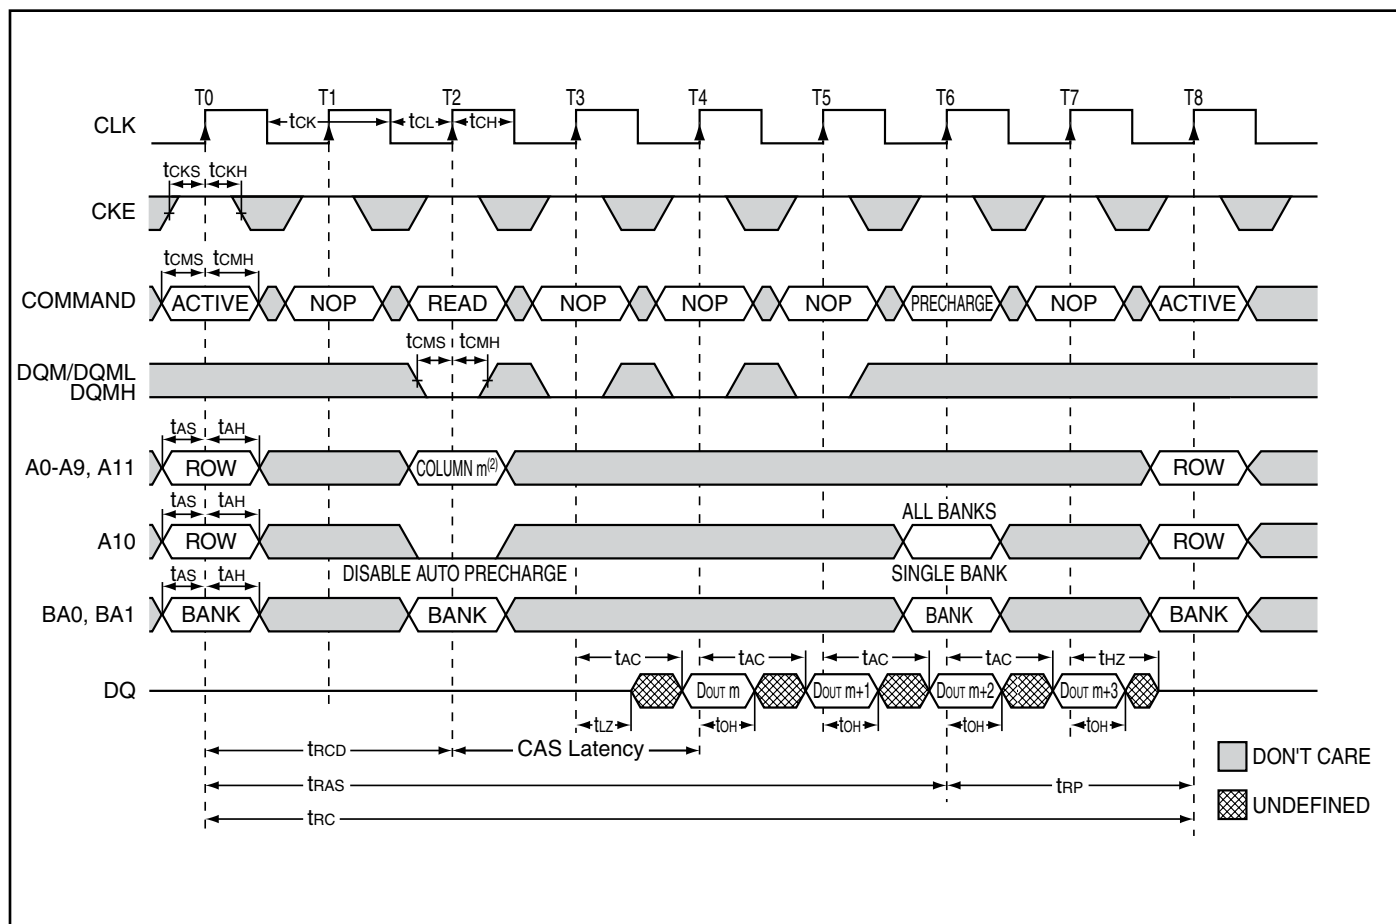 T0 T1 T2 T3 T4 T5 T6 T7 T8
CLK tCK tCL tCH
tCKS tCKH
CKE
tCMS tCMH
COMMAND ACTIVE NOP READ NOP NOP NOP PRECHARGE NOP ACTIVE
tCMS tCMH
DQM/DQML
DQMH
tAS tAH
A0-A9, A11 ROW COLUMN m(2) ROW
tAS tAH ALL BANKS
A10 ROW ROW
tAS tAH DISABLE AUTO PRECHARGE SINGLE BANK
BA0, BA1 BANK BANK BANK BANK
tAC tAC tAC tAC tHZ
DQ DOUT m DOUT m+1 DOUT m+2 DOUT m+3
tLZ tOH tOH tOH tOH
tRCD CAS Latency
DON'T CARE
tRAS tRP
UNDEFINED
tRC